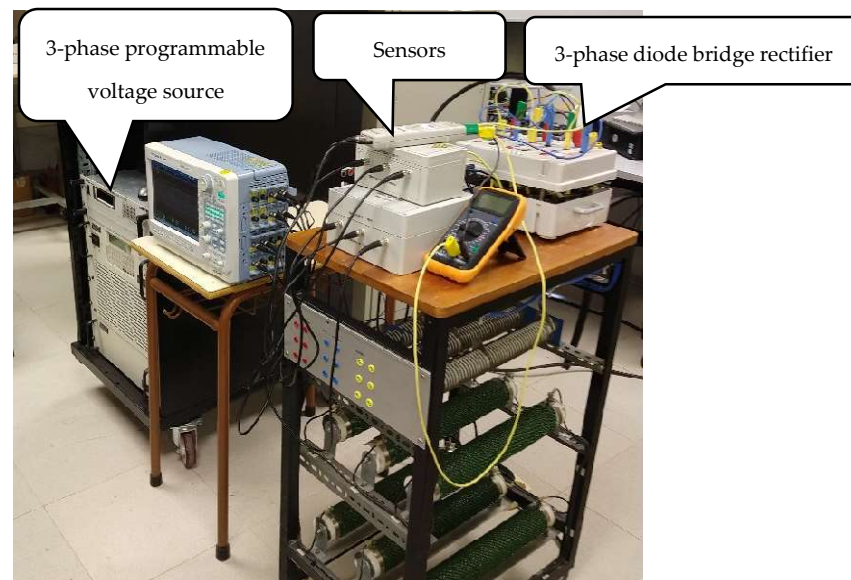 3-phase programmable
voltage source
Sensors
3-phase diode bridge rectifier